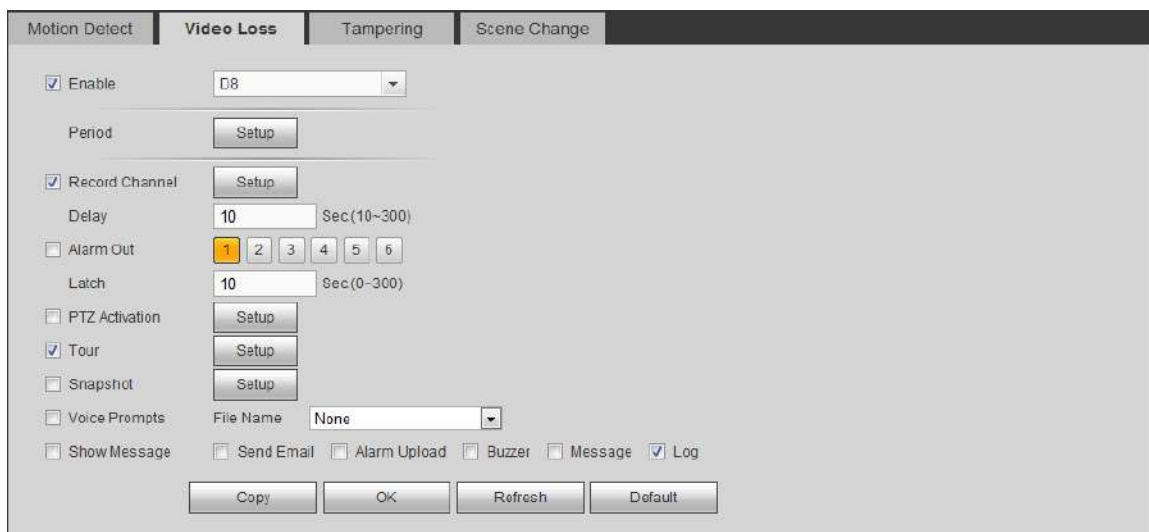 Motion Detect Video Loss Tampering Scene Change
Enable D8
Period Setup
Record Channel Setup
Delay 10 Sec.(10~300)
Alarm Out 1 2 3 4 5 6
Latch 10 Sec.(0~300)
PTZ Activation Setup
Tour Setup
Snapshot Setup
Voice Prompts File Name None
Show Message Send Email Alarm Upload Buzzer Message Log
Copy OK Refresh Default